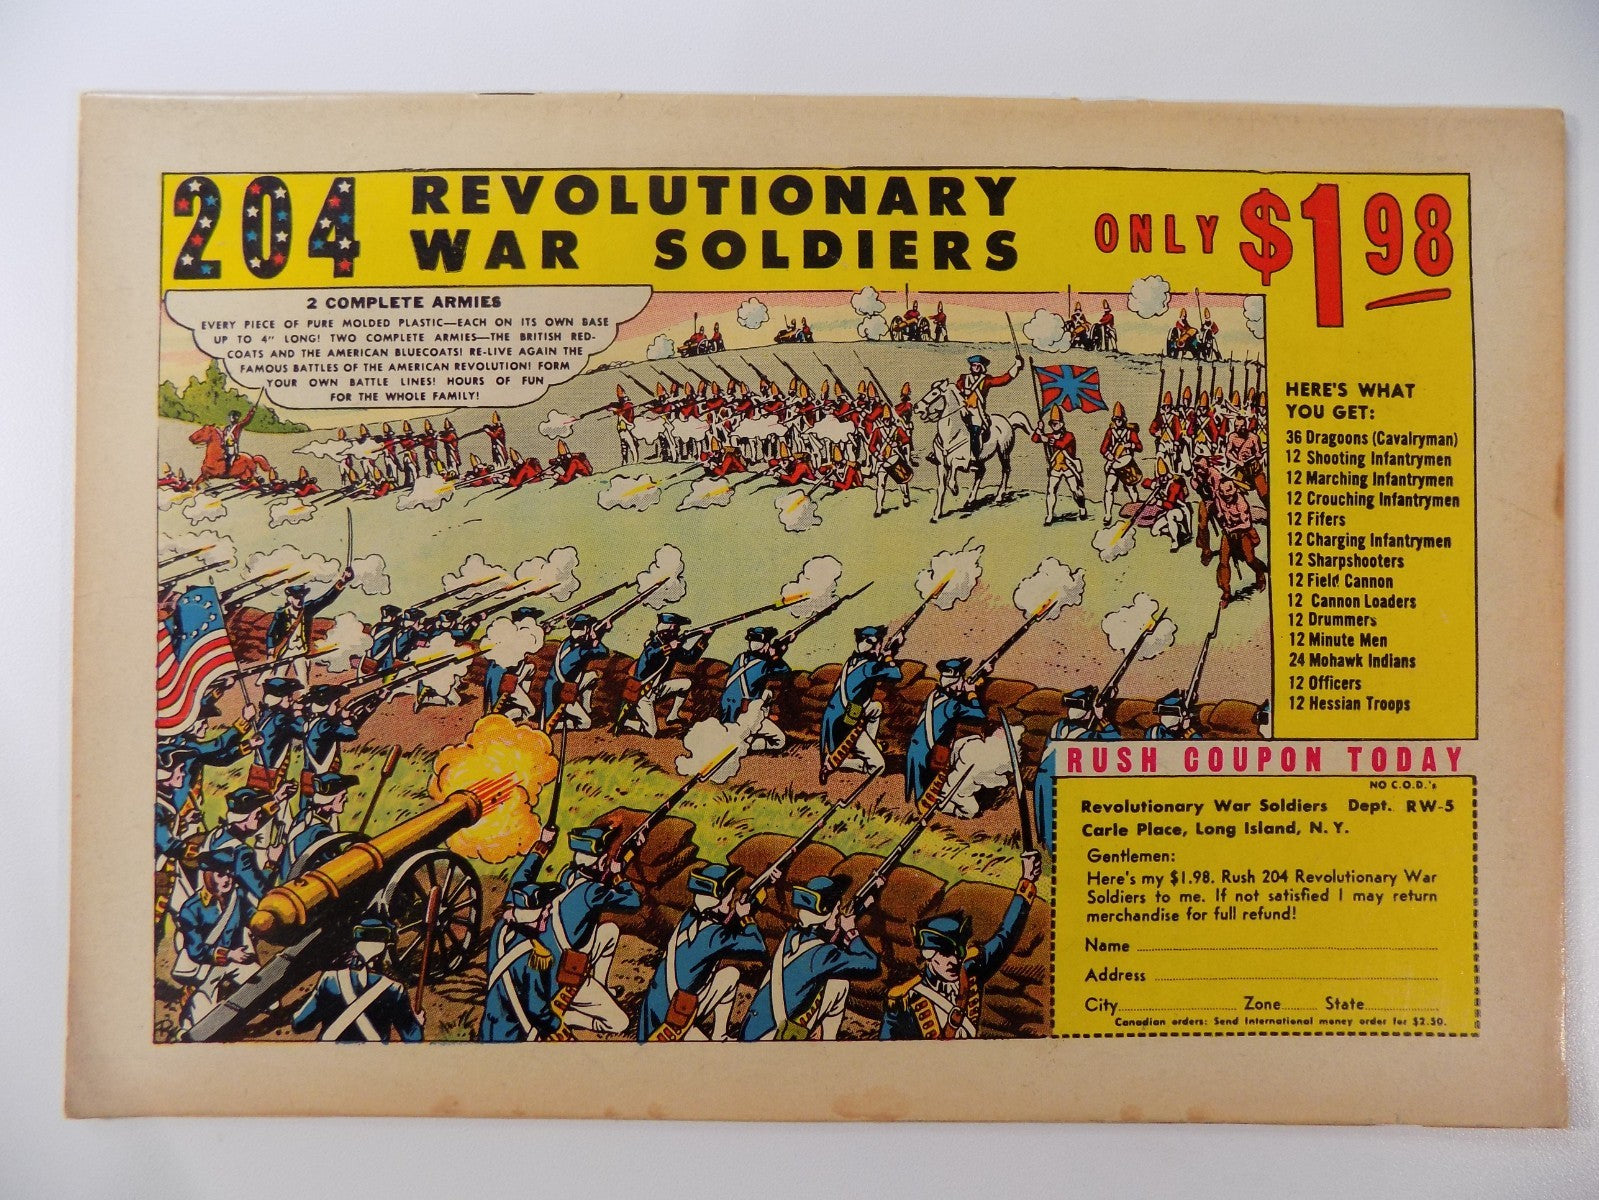 204 REVOLUTIONARY
WAR SOLDIERS
ONLY $1.98
2 COMPLETE ARMIES
EVERY PIECE OF PURE MOLDED PLASTIC—EACH ON ITS OWN BASE
UP TO 4" LONG! TWO COMPLETE ARMIES—THE BRITISH RED-
COATS AND THE AMERICAN BLUECOATS! RE-LIVE AGAIN THE
FAMOUS BATTLES OF THE AMERICAN REVOLUTION! FORM
YOUR OWN BATTLE LINES! HOURS OF FUN
FOR THE WHOLE FAMILY!
HERE'S WHAT
YOU GET:
36 Dragoons (Cavalryman)
12 Shooting Infantrymen
12 Marching Infantrymen
12 Crouching Infantrymen
12 Fifers
12 Charging Infantrymen
12 Sharpshooters
12 Field Cannon
12 Cannon Loaders
12 Drummers
12 Minute Men
24 Mohawk Indians
12 Officers
12 Hessian Troops
RUSH COUPON TODAY
NO C.O.D.'s
Revolutionary War Soldiers Dept. RW-5
Carle Place, Long Island, N. Y.
Gentlemen:
Here's my $1.98. Rush 204 Revolutionary War
Soldiers to me. If not satisfied I may return
merchandise for full refund!
Name
Address
City Zone State
Canadian orders: Send International money order for $2.50.